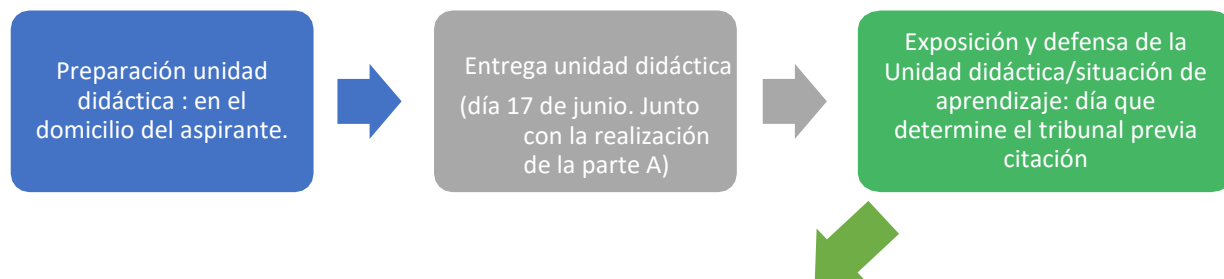 Preparación unidad
didáctica : en el
domicilio del aspirante.
Entrega unidad didáctica
(día 17 de junio. Junto
con la realización
de la parte A)
Exposición y defensa de la
Unidad didáctica/situación de
aprendizaje: día que
determine el tribunal previa
citación